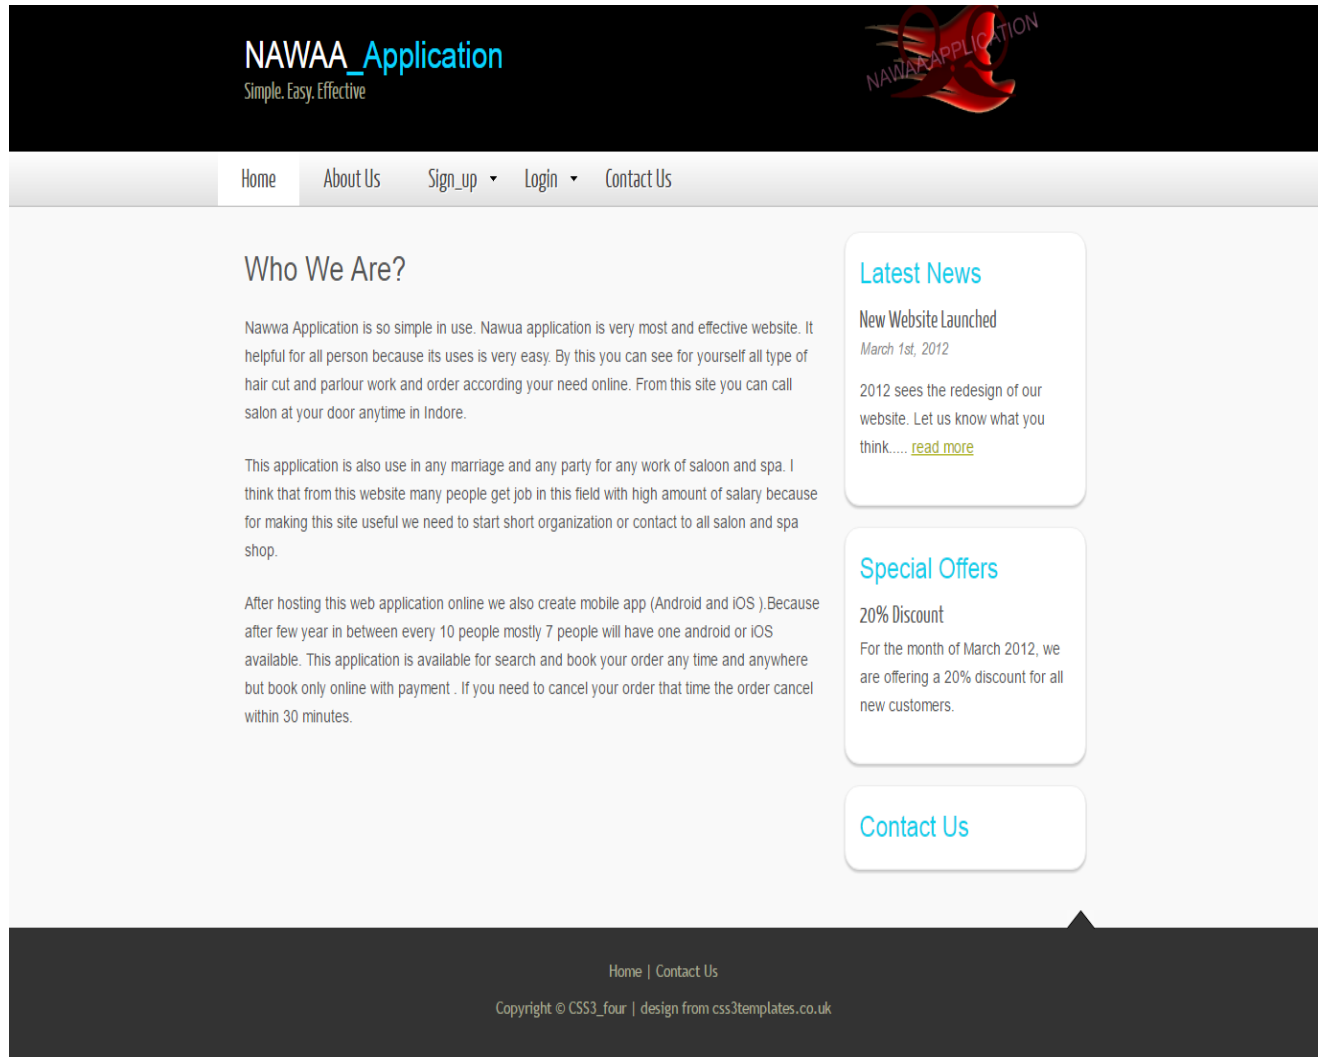 NAWAA_Application
Simple. Easy. Effective
NAWAAAPPLICATION
Home
About Us
Sign_up
Login
Contact Us
Who We Are?
Nawwa Application is so simple in use. Nawua application is very most and effective website. It
helpful for all person because its uses is very easy. By this you can see for yourself all type of
hair cut and parlour work and order according your need online. From this site you can call
salon at your door anytime in Indore.
This application is also use in any marriage and any party for any work of saloon and spa. I
think that from this website many people get job in this field with high amount of salary because
for making this site useful we need to start short organization or contact to all salon and spa
shop.
After hosting this web application online we also create mobile app (Android and iOS ).Because
after few year in between every 10 people mostly 7 people will have one android or iOS
available. This application is available for search and book your order any time and anywhere
but book only online with payment . If you need to cancel your order that time the order cancel
within 30 minutes.
Latest News
New Website Launched
March 1st, 2012
2012 sees the redesign of our
website. Let us know what you
think..... read more
Special Offers
20% Discount
For the month of March 2012, we
are offering a 20% discount for all
new customers.
Contact Us
Home | Contact Us
Copyright © CSS3_four | design from css3templates.co.uk